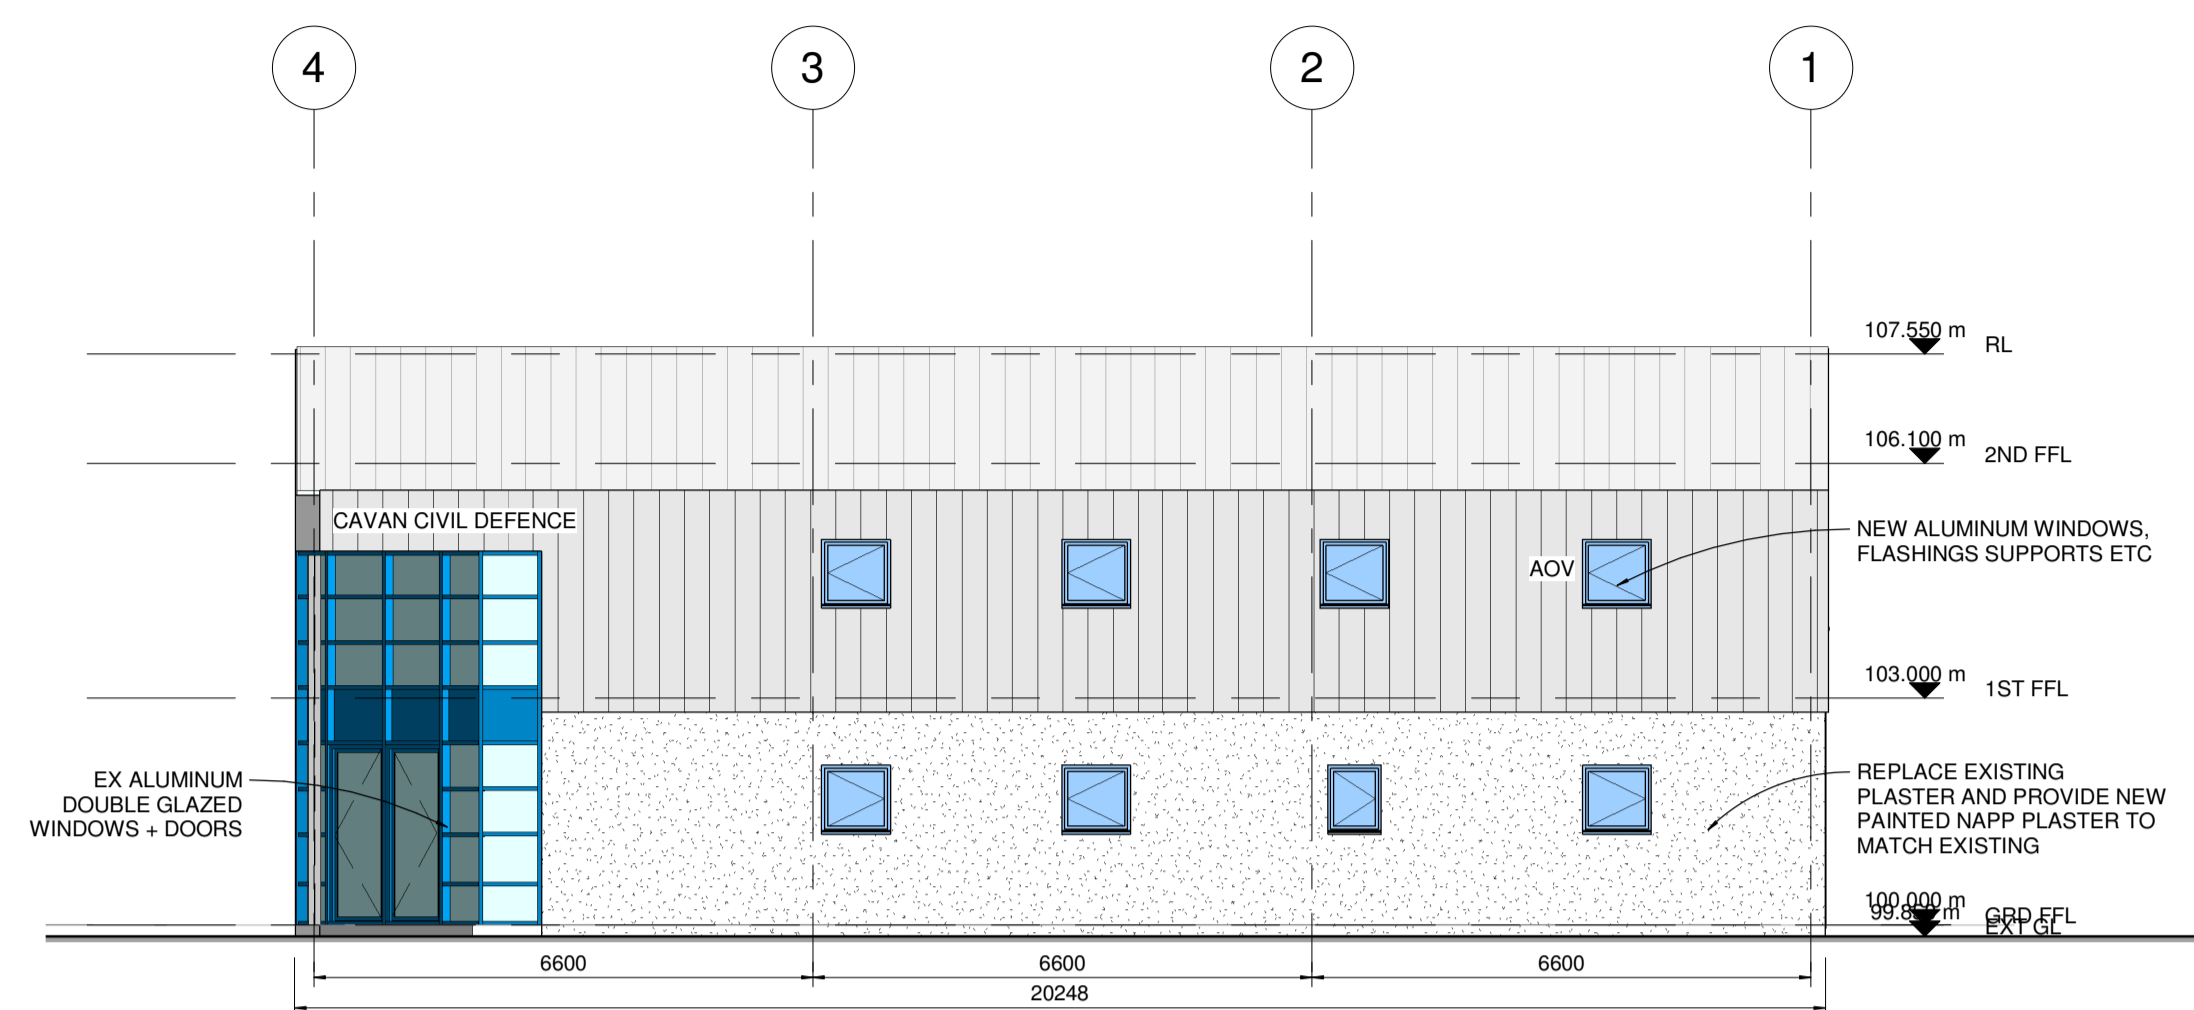 4
3
2
1
107.550 m
RL
106.100 m
2ND FFL
CAVAN CIVIL DEFENCE
NEW ALUMINUM WINDOWS,
FLASHINGS SUPPORTS ETC
AOV
103.000 m
1ST FFL
EX ALUMINUM
DOUBLE GLAZED
WINDOWS + DOORS
REPLACE EXISTING
PLASTER AND PROVIDE NEW
PAINTED NAPP PLASTER TO
MATCH EXISTING
100.000 m
GRD FFL
EXT GL
6600
6600
6600
20248